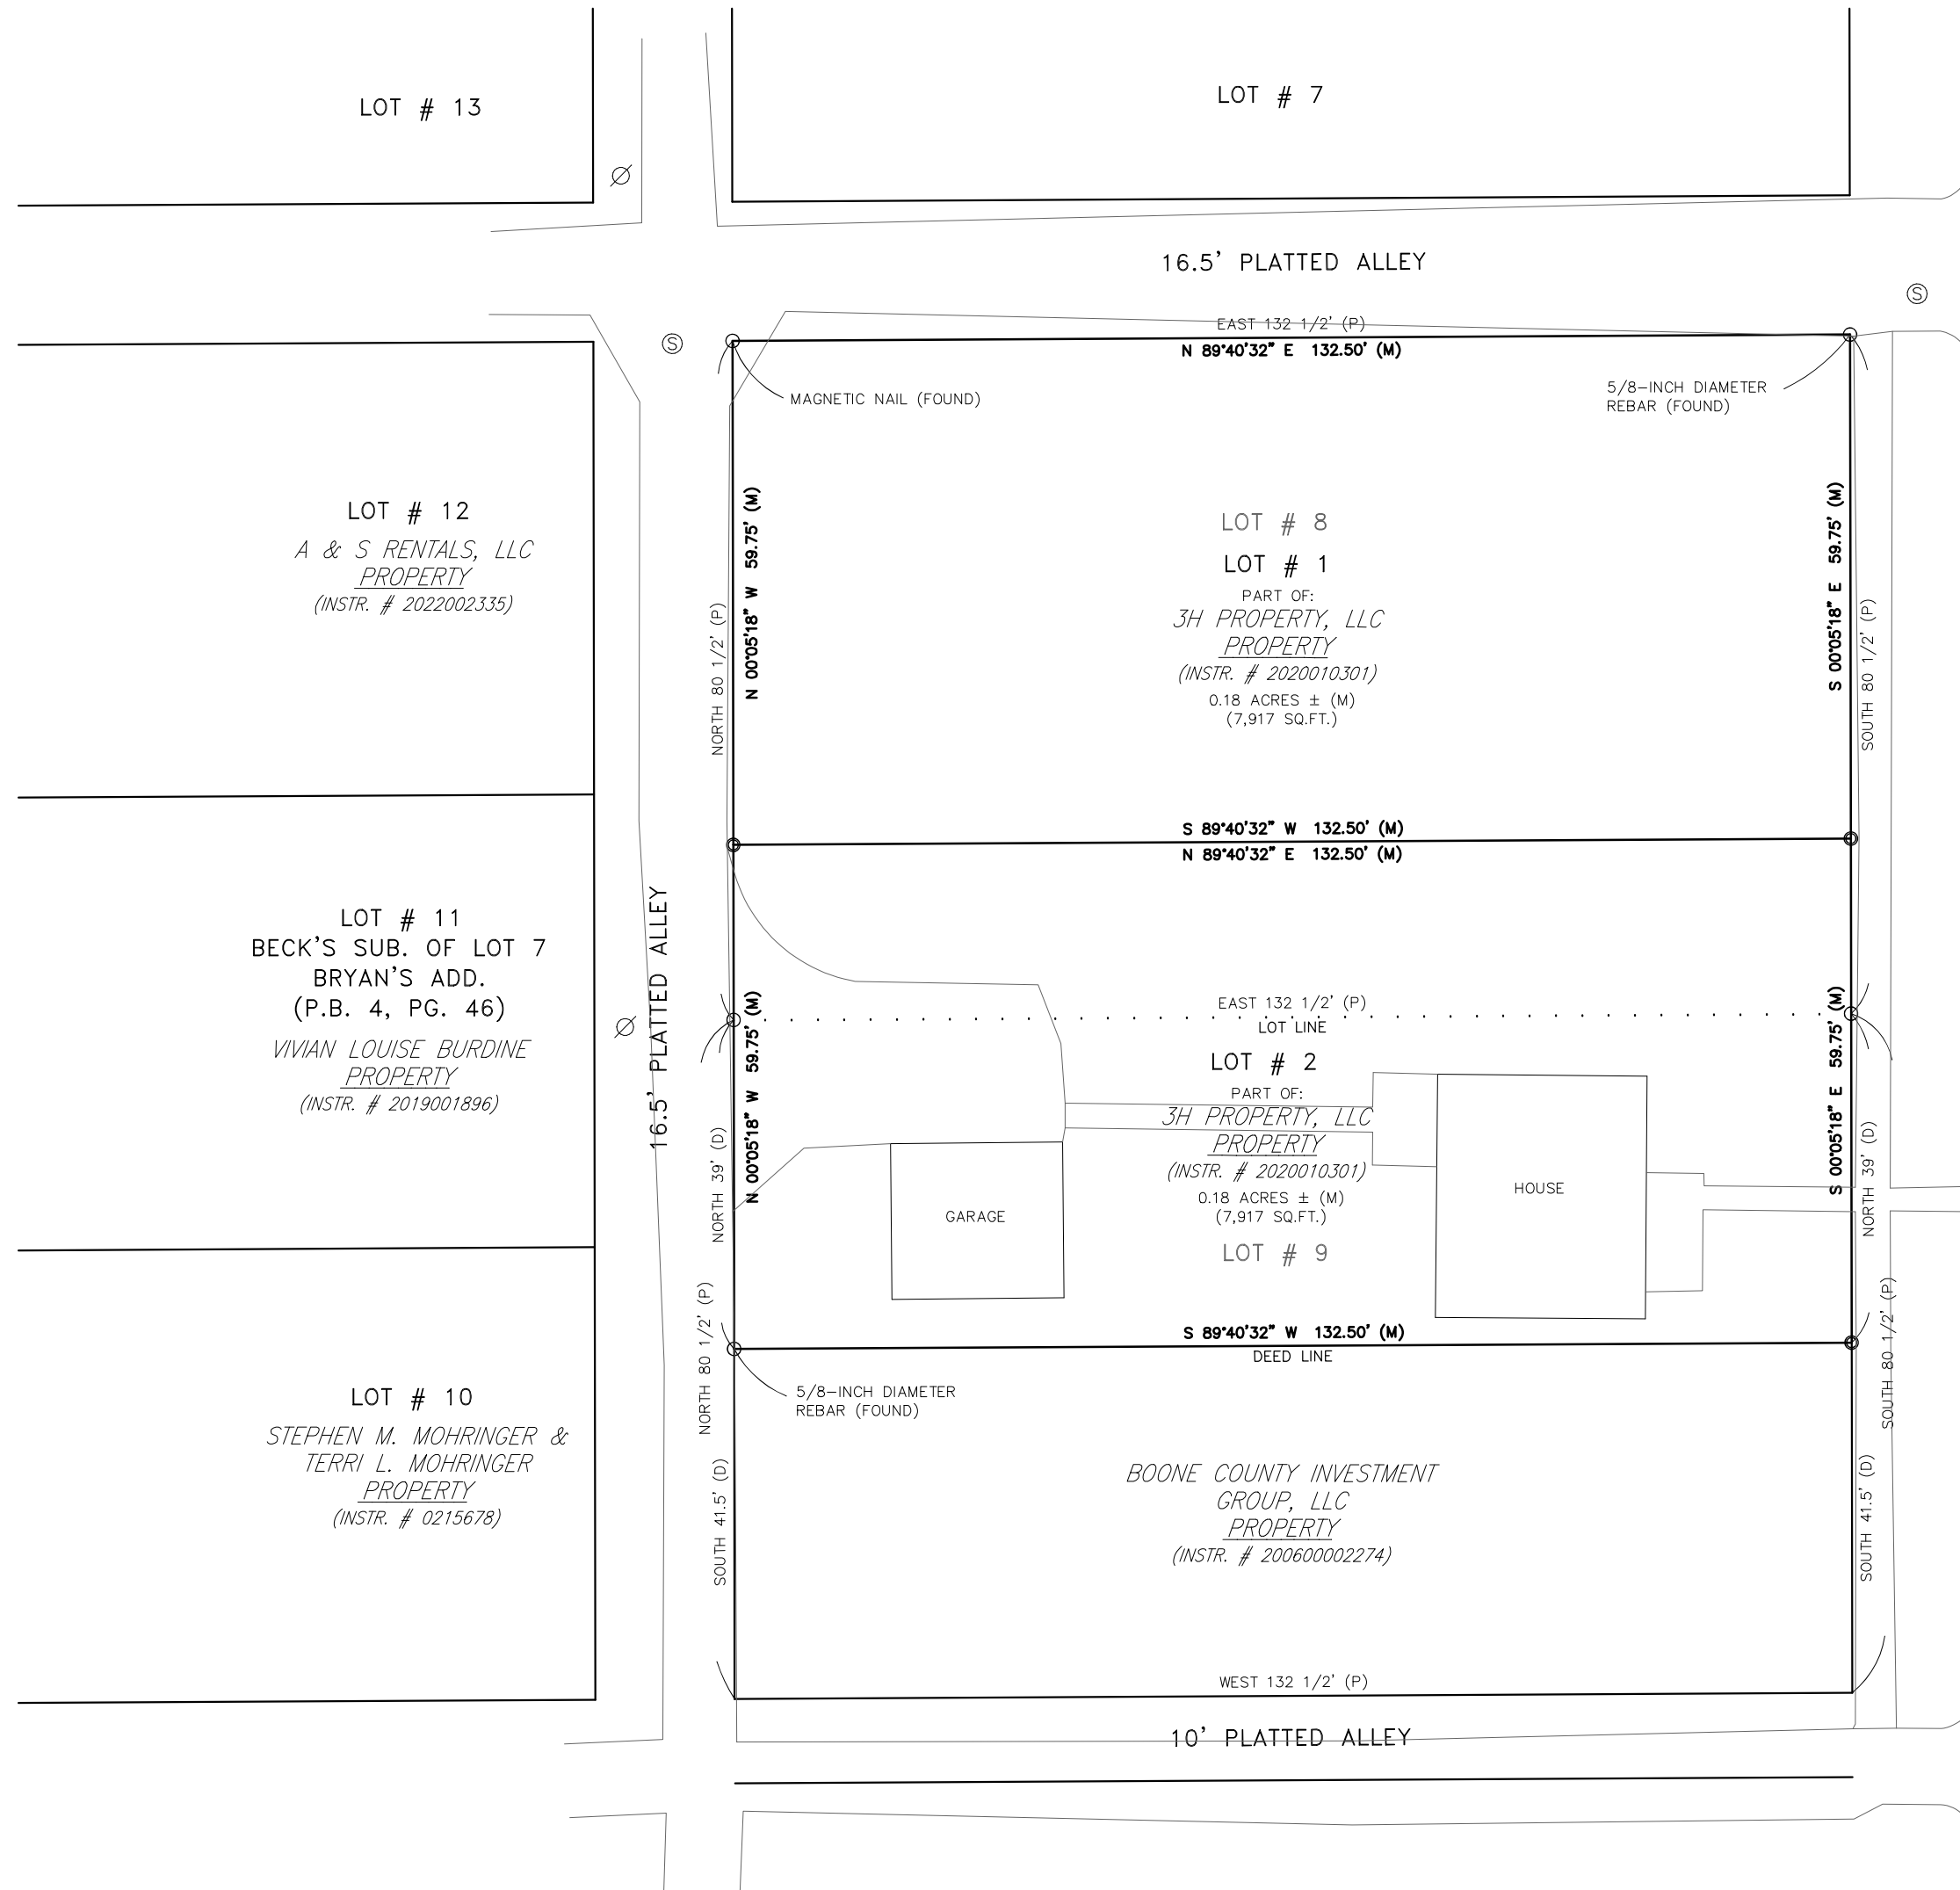 LOT # 13
LOT # 7
16.5' PLATTED ALLEY
S
S
EAST 132 1/2' (P)
N 89°40'32" E 132.50' (M)
MAGNETIC NAIL (FOUND)
5/8-INCH DIAMETER
REBAR (FOUND)
LOT # 12
A & S RENTALS, LLC
PROPERTY
(INSTR. # 2022002335)
NORTH 80 1/2' (P)
N 00°05'18" W 59.75' (M)
LOT # 8
LOT # 1
PART OF:
3H PROPERTY, LLC
PROPERTY
(INSTR. # 2020010301)
0.18 ACRES ± (M)
(7,917 SQ.FT.)
S 00°05'18" E 59.75' (M)
SOUTH 80 1/2' (P)
S 89°40'32" W 132.50' (M)
N 89°40'32" E 132.50' (M)
LOT # 11
BECK'S SUB. OF LOT 7
BRYAN'S ADD.
(P.B. 4, PG. 46)
VIVIAN LOUISE BURDINE
PROPERTY
(INSTR. # 2019001896)
16.5' PLATTED ALLEY
N 00°05'18" W 59.75' (M)
NORTH 39' (D)
EAST 132 1/2' (P)
LOT LINE
LOT # 2
PART OF:
3H PROPERTY, LLC
PROPERTY
(INSTR. # 2020010301)
0.18 ACRES ± (M)
(7,917 SQ.FT.)
LOT # 9
GARAGE
HOUSE
S 00°05'18" E 59.75' (M)
NORTH 39' (D)
S 89°40'32" W 132.50' (M)
DEED LINE
NORTH 80 1/2' (P)
SOUTH 80 1/2' (P)
5/8-INCH DIAMETER
REBAR (FOUND)
LOT # 10
STEPHEN M. MOHRINGER &
TERRI L. MOHRINGER
PROPERTY
(INSTR. # 0215678)
SOUTH 41.5' (D)
BOONE COUNTY INVESTMENT
GROUP, LLC
PROPERTY
(INSTR. # 200600002274)
SOUTH 41.5' (D)
WEST 132 1/2' (P)
10' PLATTED ALLEY